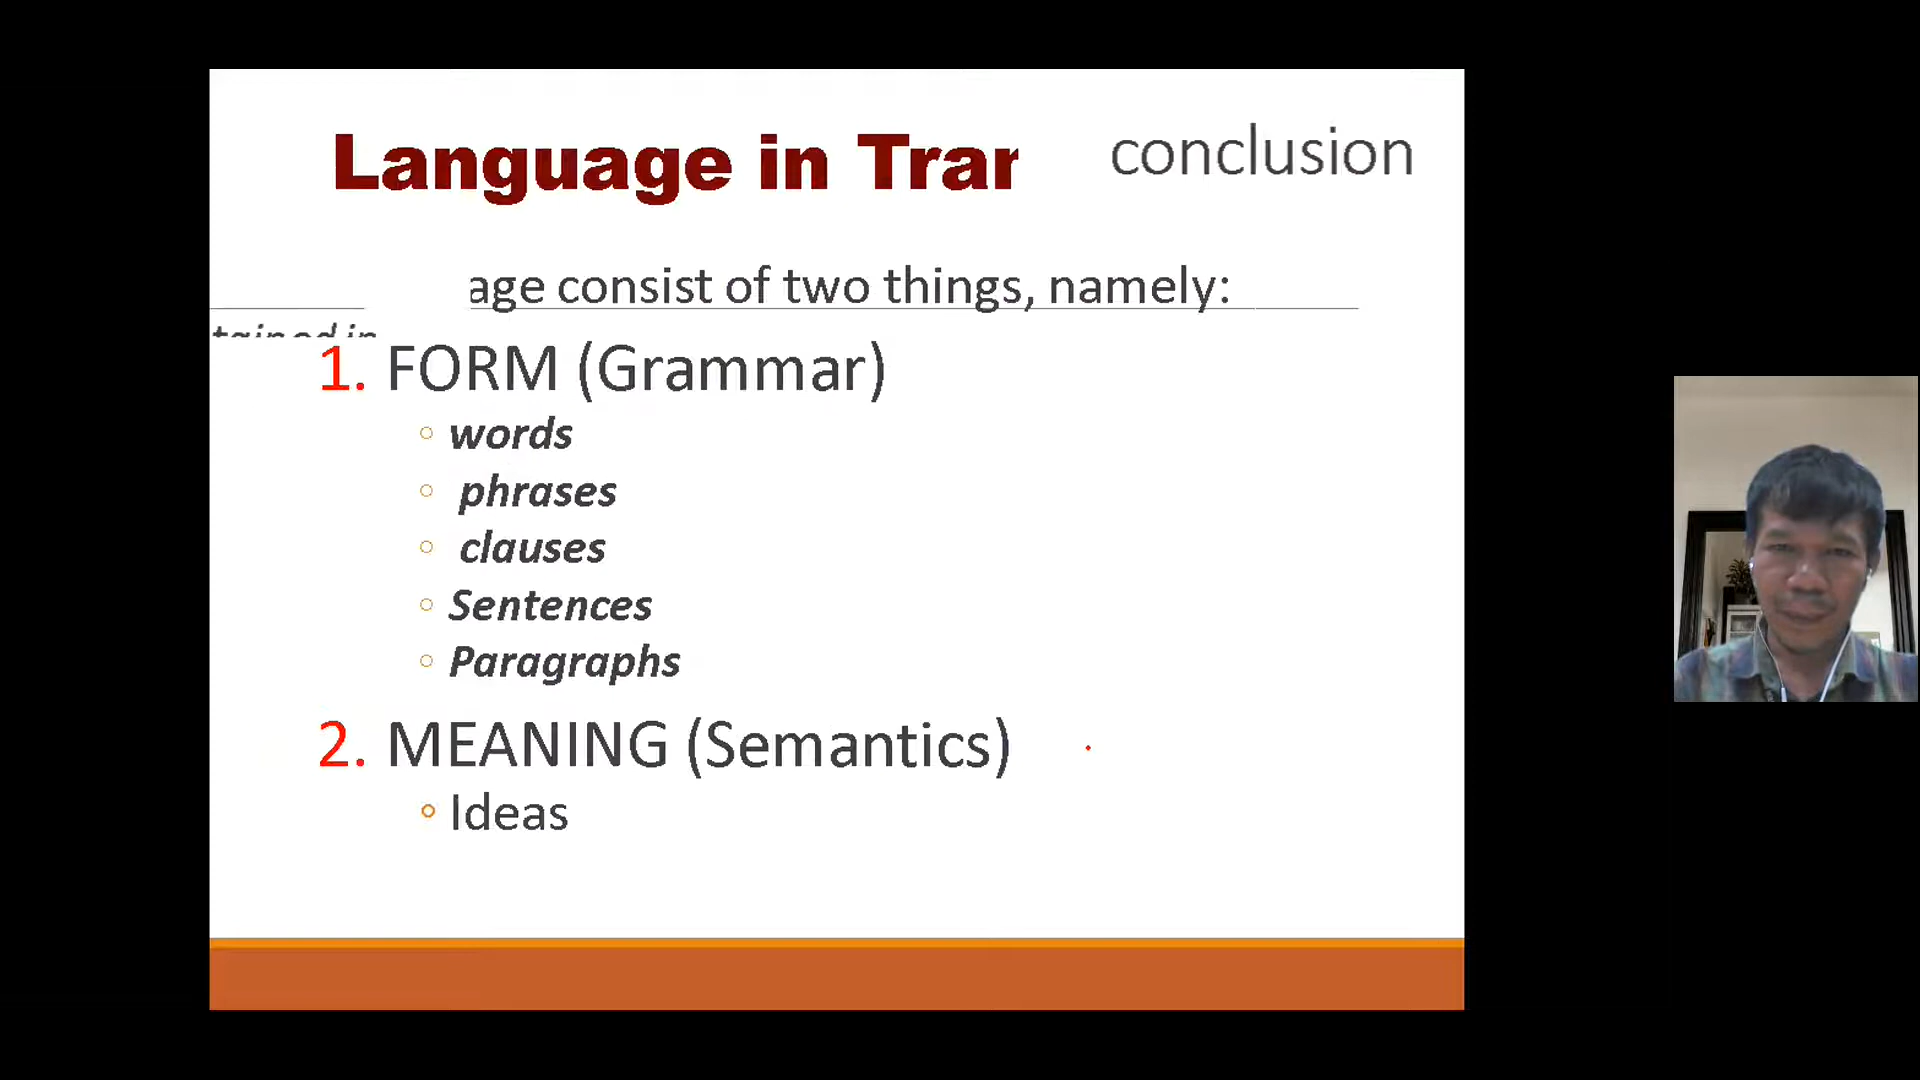 Language in Tran
conclusion
age consist of two things, namely:
tained in
1. FORM (Grammar)
words
phrases
clauses
Sentences
Paragraphs
2. MEANING (Semantics)
Ideas